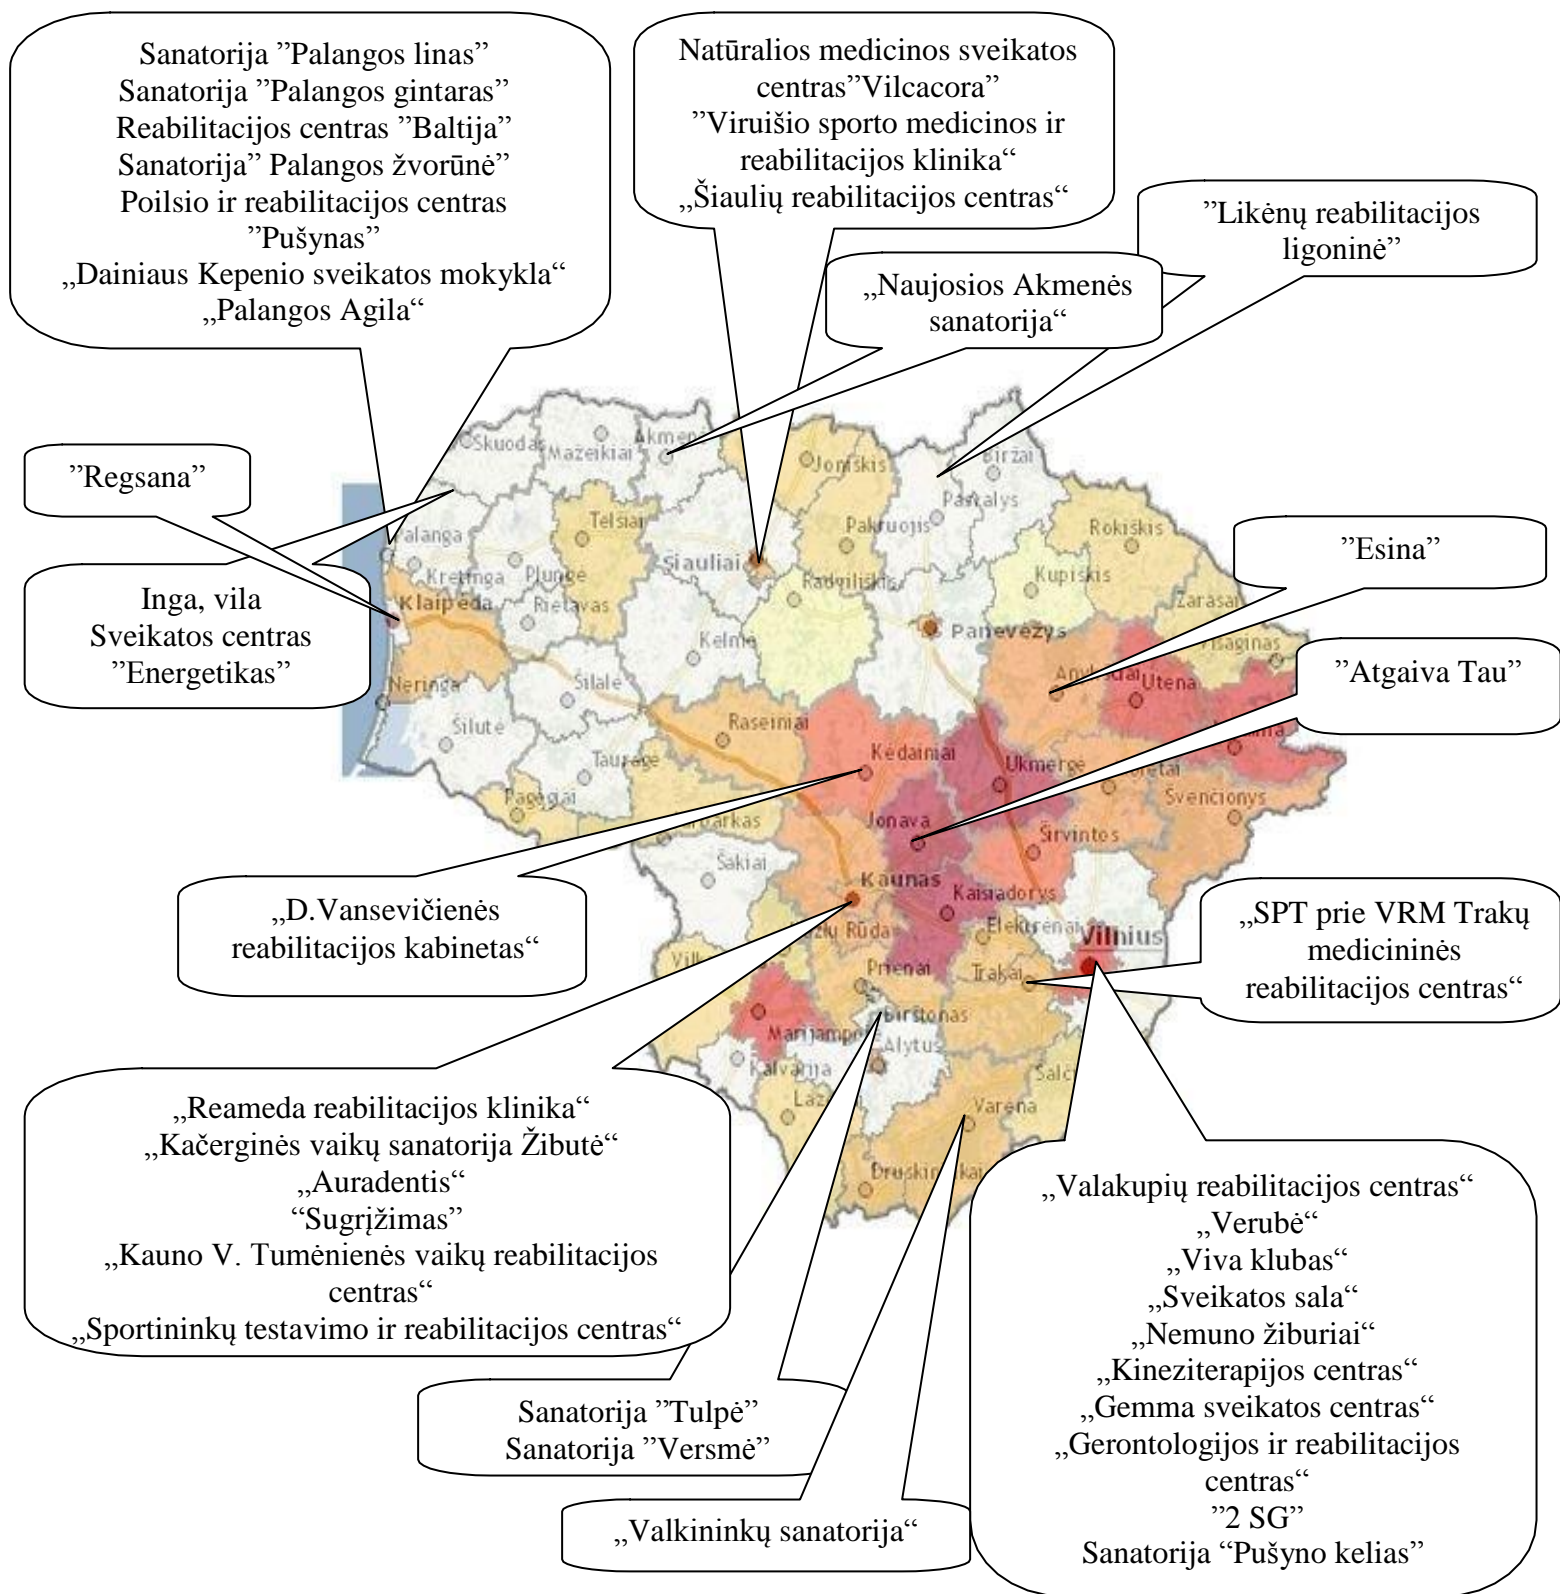 Sanatorija ”Palangos linas”
Sanatorija ”Palangos gintaras”
Reabilitacijos centras ”Baltija”
Sanatorija” Palangos žvorūnė”
Poilsio ir reabilitacijos centras
”Pušynas”
„Dainiaus Kepenio sveikatos mokykla“
„Palangos Agila“
Natūralios medicinos sveikatos
centras”Vilcacora”
”Viruišio sporto medicinos ir
reabilitacijos klinika“
„Šiaulių reabilitacijos centras“
”Likėnų reabilitacijos
ligoninė”
„Naujosios Akmenės
sanatorija“
”Regsana”
Inga, vila
Sveikatos centras
”Energetikas”
”Esina”
”Atgaiva Tau”
„D.Vansevičienės
reabilitacijos kabinetas“
„SPT prie VRM Trakų
medicininės
reabilitacijos centras“
„Reameda reabilitacijos klinika“
„Kačerginės vaikų sanatorija Žibutė“
„Auradentis“
“Sugrįžimas”
„Kauno V. Tumėnienės vaikų reabilitacijos
centras“
„Sportininkų testavimo ir reabilitacijos centras“
Sanatorija ”Tulpė”
Sanatorija ”Versmė”
„Valkininkų sanatorija“
„Valakupių reabilitacijos centras“
„Verubė“
„Viva klubas“
„Sveikatos sala“
„Nemuno žiburiai“
„Kineziterapijos centras“
„Gemma sveikatos centras“
„Gerontologijos ir reabilitacijos
centras“
”2 SG”
Sanatorija “Pušyno kelias”
Skuodas
Mažeikiai
Akmenė
Joniškis
Biržai
Pasvalys
Palanga
Kretinga
Plungė
Telšiai
Šiauliai
Pakruojis
Radviliškis
Rokiškis
Kupiškis
Zarasai
Visaginas
Klaipėda
Rietavas
Kelmė
Panevėžys
Utena
Neringa
Šilalė
Šilutė
Raseiniai
Kėdainiai
Ukmergė
Tauragė
Pagėgiai
Švenčionys
Jonava
Širvintos
Šakiai
Kaunas
Kaišiadorys
Elektrėnai
Vilnius
Prienai
Trakai
Birštonas
Marijampolė
Alytus
Kalvarija
Varėna